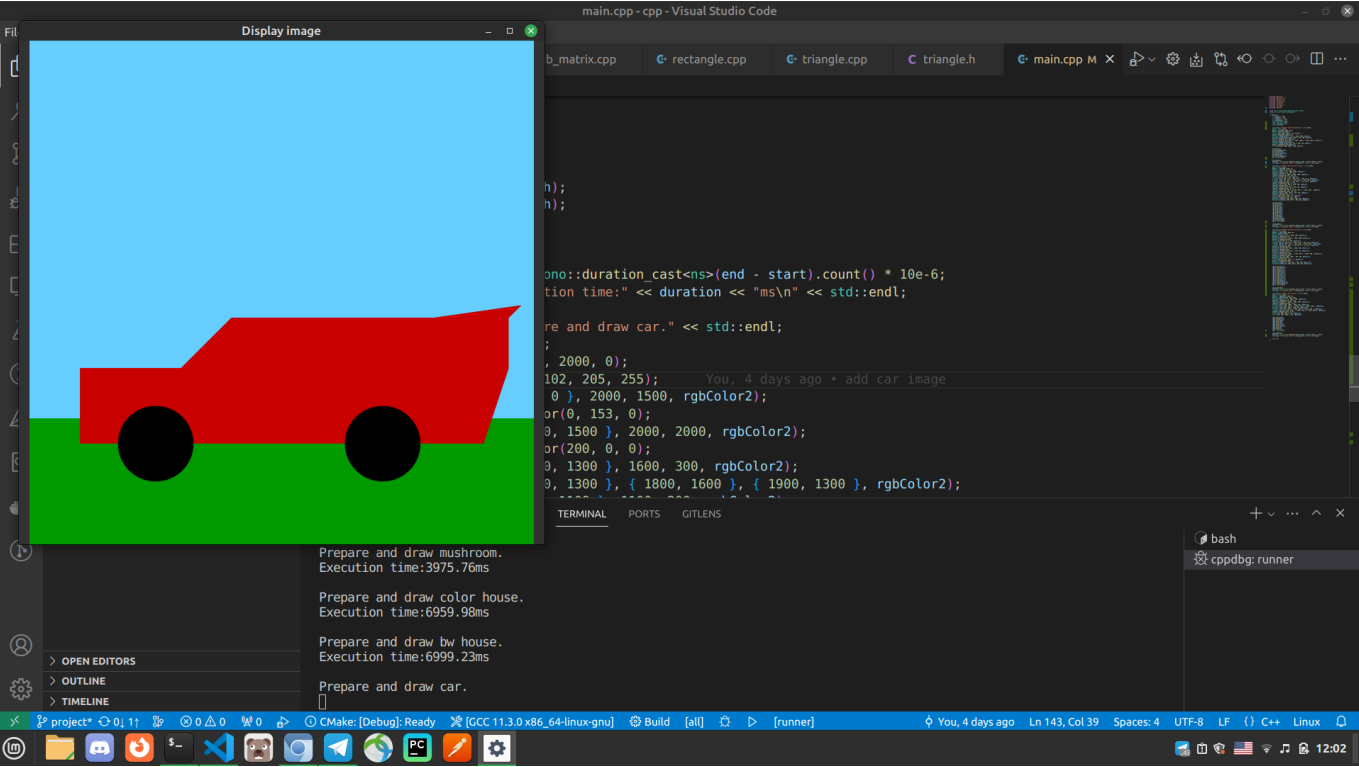 main.cpp - cpp - Visual Studio Code
Display image
b_matrix.cpp
rectangle.cpp
triangle.cpp
C triangle.h
main.cpp M
h);
h);
ono::duration_cast<ns>(end - start).count() * 10e-6;
tion time:" << duration << "ms\n" << std::endl;
re and draw car." << std::endl;
;
, 2000, 0);
102, 205, 255); You, 4 days ago • add car image
0 }, 2000, 1500, rgbColor2);
or(0, 153, 0);
0, 1500 }, 2000, 2000, rgbColor2);
or(200, 0, 0);
0, 1300 }, 1600, 300, rgbColor2);
0, 1300 }, { 1800, 1600 }, { 1900, 1300 }, rgbColor2);
TERMINAL PORTS GITLENS
Prepare and draw mushroom.
Execution time:3975.76ms
Prepare and draw color house.
Execution time:6959.98ms
Prepare and draw bw house.
Execution time:6999.23ms
Prepare and draw car.
bash
cppdbg: runner
OPEN EDITORS
OUTLINE
TIMELINE
project* 0↓ 1↑ 0 0 0 CMake: [Debug]: Ready [GCC 11.3.0 x86_64-linux-gnu] Build [all] [runner] You, 4 days ago Ln 143, Col 39 Spaces: 4 UTF-8 LF {} C++ Linux
PC
12:02